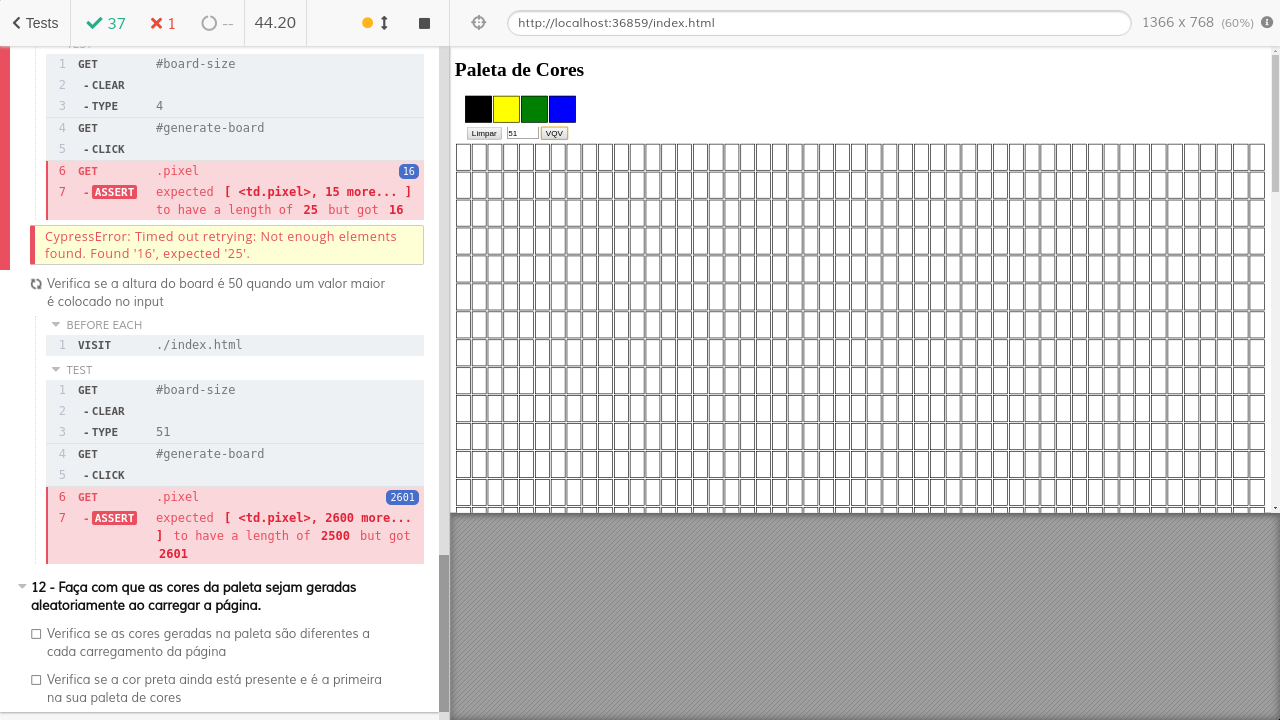 Tests
37
1
--
44.20
http://localhost:36859/index.html
1366 x 768 (60%)
TEST
1 GET #board-size
2 - CLEAR
3 - TYPE 4
4 GET #generate-board
5 - CLICK
6 GET .pixel 16
7 - ASSERT expected [ <td.pixel>, 15 more... ]
to have a length of 25 but got 16
CypressError: Timed out retrying: Not enough elements
found. Found '16', expected '25'.
Verifica se a altura do board é 50 quando um valor maior
é colocado no input
BEFORE EACH
1 VISIT ./index.html
TEST
1 GET #board-size
2 - CLEAR
3 - TYPE 51
4 GET #generate-board
5 - CLICK
6 GET .pixel 2601
7 - ASSERT expected [ <td.pixel>, 2600 more...
] to have a length of 2500 but got
2601
12 - Faça com que as cores da paleta sejam geradas
aleatoriamente ao carregar a página.
Verifica se as cores geradas na paleta são diferentes a
cada carregamento da página
Verifica se a cor preta ainda está presente e é a primeira
na sua paleta de cores
Paleta de Cores
Limpar 51 VQV